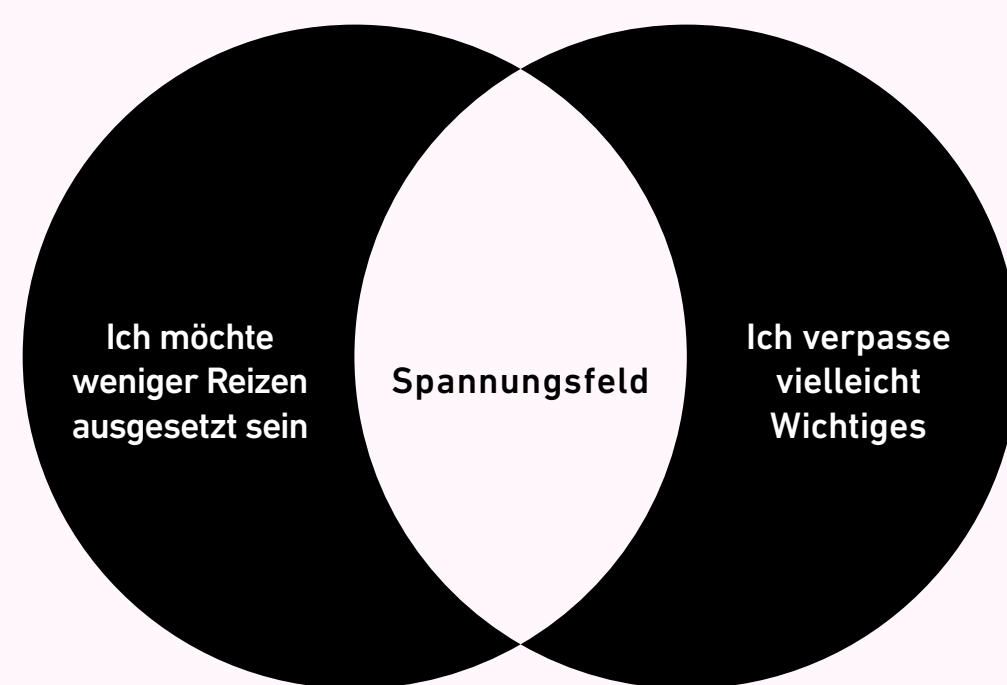 Ich möchte
weniger Reizen
ausgesetzt sein
Spannungsfeld
Ich verpasse
vielleicht
Wichtiges